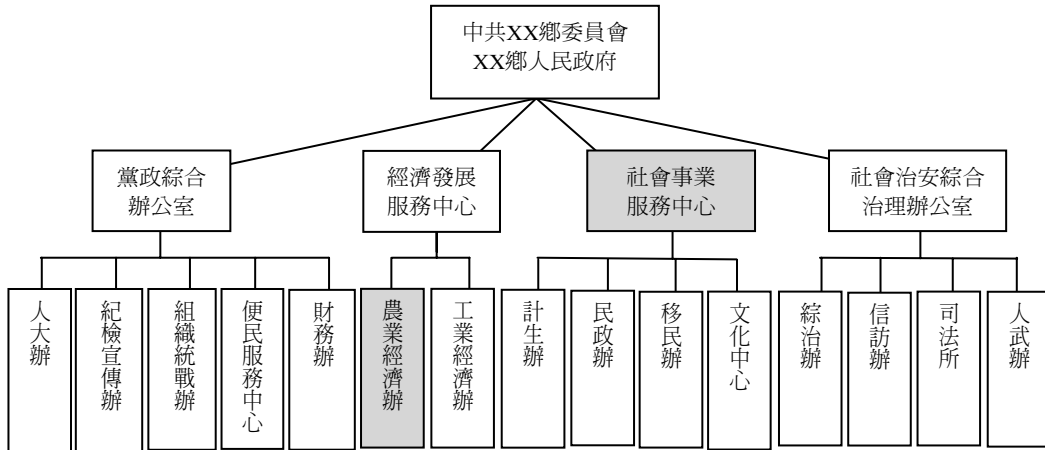 中共XX鄉委員會
XX鄉人民政府
黨政綜合
辦公室
經濟發展
服務中心
社會事業
服務中心
社會治安綜合
治理辦公室
人大辦
紀檢宣傳辦
組織統戰辦
便民服務中心
財務辦
農業經濟辦
工業經濟辦
計生辦
民政辦
移民辦
文化中心
綜治辦
信訪辦
司法所
人武辦